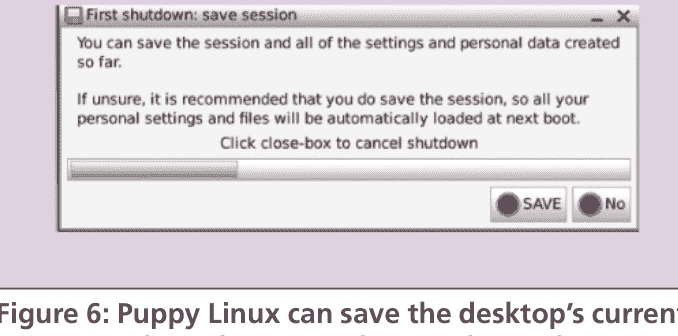 First shutdown: save session
You can save the session and all of the settings and personal data created
so far.
If unsure, it is recommended that you do save the session, so all your
personal settings and files will be automatically loaded at next boot.
Click close-box to cancel shutdown
SAVE
No
Figure 6: Puppy Linux can save the desktop's current